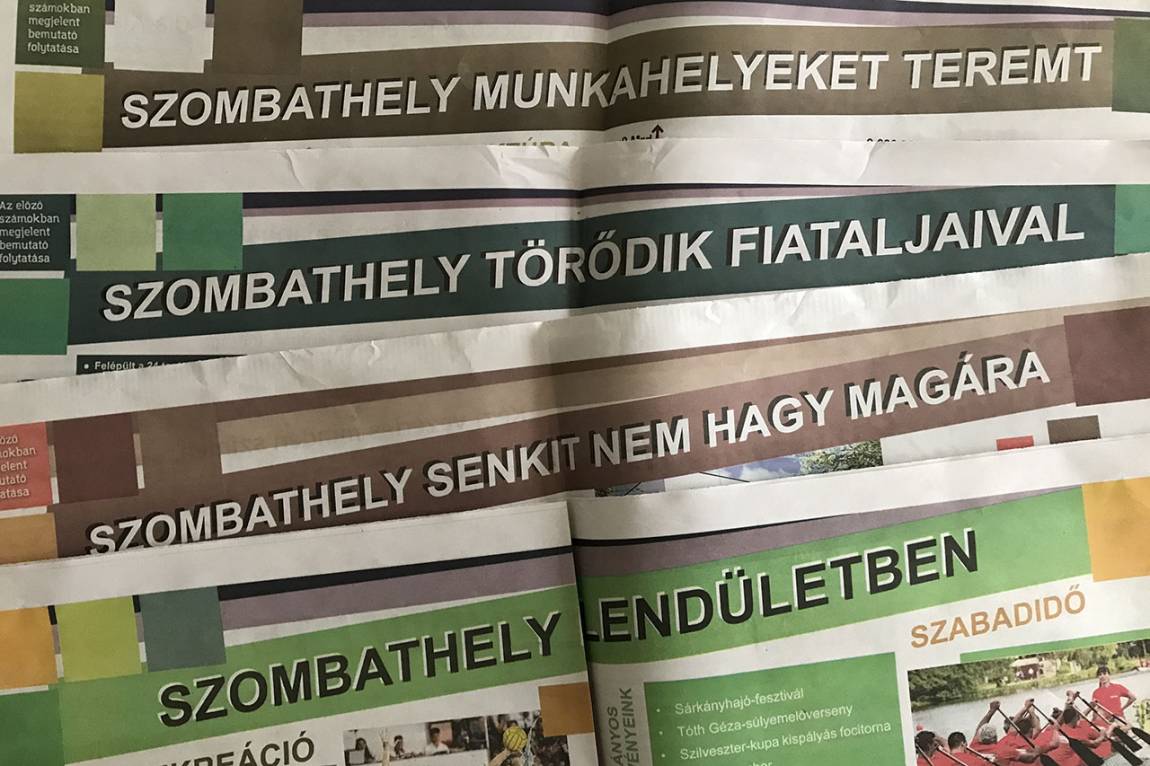 számokban
megjelent
bemutató
folytatása
SZOMBATHELY MUNKAHELYEKET TEREMT
Az előző
számokban
megjelent
bemutató
folytatása
SZOMBATHELY TÖRŐDIK FIATALJAIVAL
• Felépült a
SZOMBATHELY SENKIT NEM HAGY MAGÁRA
SZOMBATHELY LENDÜLETBEN
SZABADIDŐ
• Sárkányhajó-fesztivál
• Tóth Géza-súlyemelőverseny
• Szilveszter-kupa kispályás focitorna